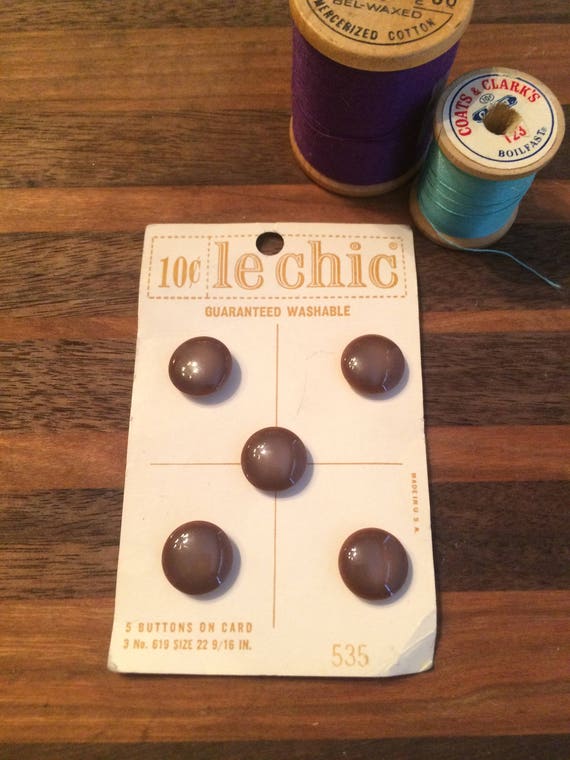 BEL-WAXED
MERCERIZED COTTON
COATS & CLARK'S
123
BOILFAST®
10¢ le chic®
GUARANTEED WASHABLE
MADE IN U.S.A.
5 BUTTONS ON CARD
3 No. 619 SIZE 22 9/16 IN.
535